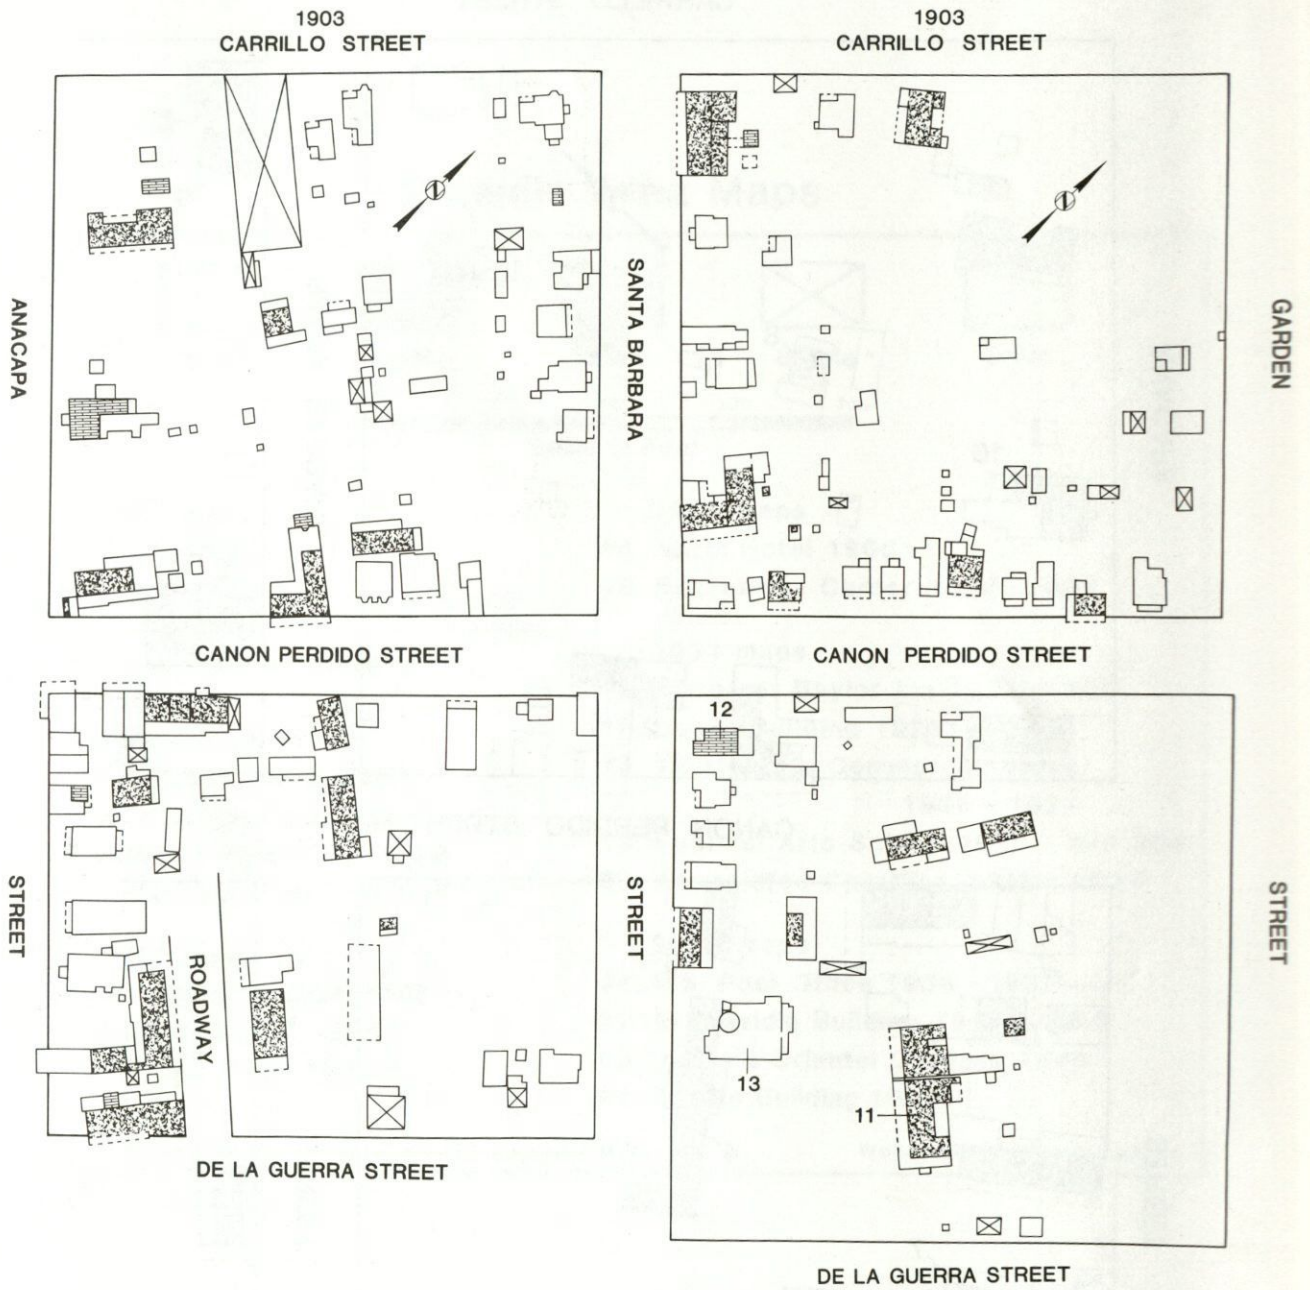 1903
CARRILLO STREET
1903
CARRILLO STREET
ANACAPA
SANTA BARBARA
GARDEN
CANON PERDIDO STREET
CANON PERDIDO STREET
12
STREET
ROADWAY
STREET
STREET
13
11
DE LA GUERRA STREET
DE LA GUERRA STREET